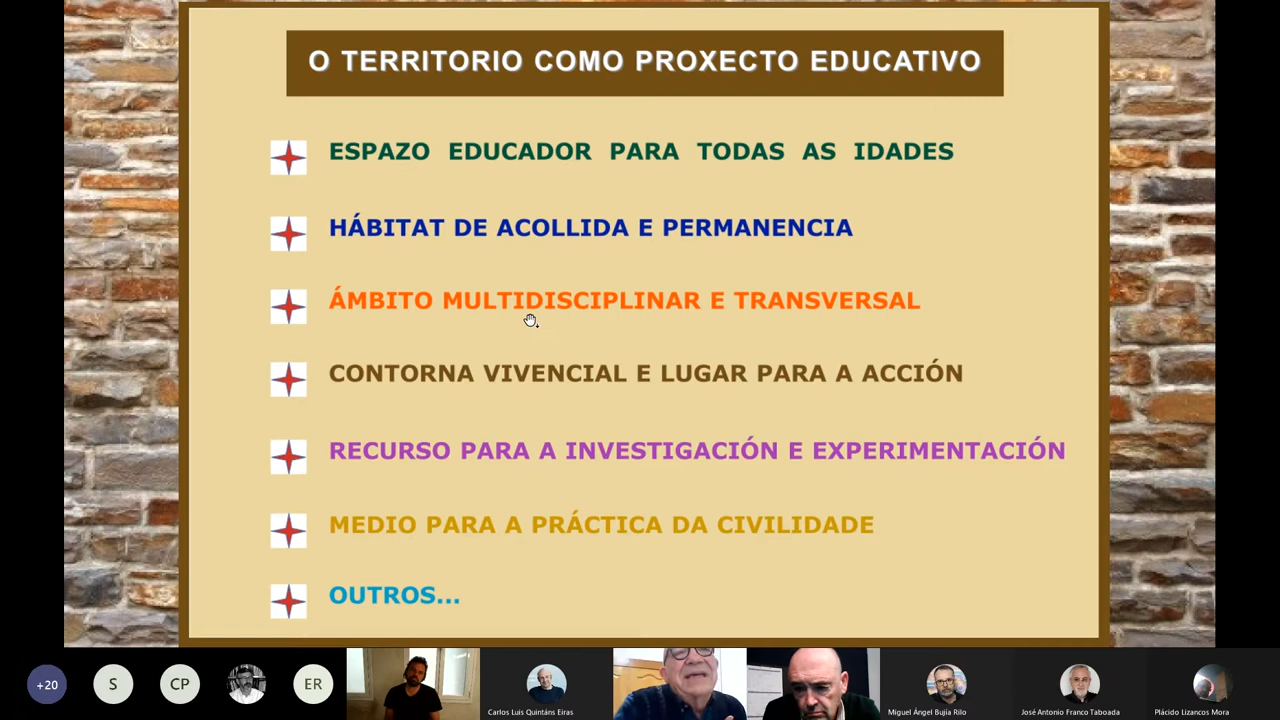 O TERRITORIO COMO PROXECTO EDUCATIVO
ESPAZO EDUCADOR PARA TODAS AS IDADES
HÁBITAT DE ACOLLIDA E PERMANENCIA
ÁMBITO MULTIDISCIPLINAR E TRANSVERSAL
CONTORNA VIVENCIAL E LUGAR PARA A ACCIÓN
RECURSO PARA A INVESTIGACIÓN E EXPERIMENTACIÓN
MEDIO PARA A PRÁCTICA DA CIVILIDADE
OUTROS...
+20
S
CP
ER
Carlos Luis Quintáns Eiras
Miguel Ángel Bujía Rilo
José Antonio Franco Taboada
Plácido Lizancos Mora